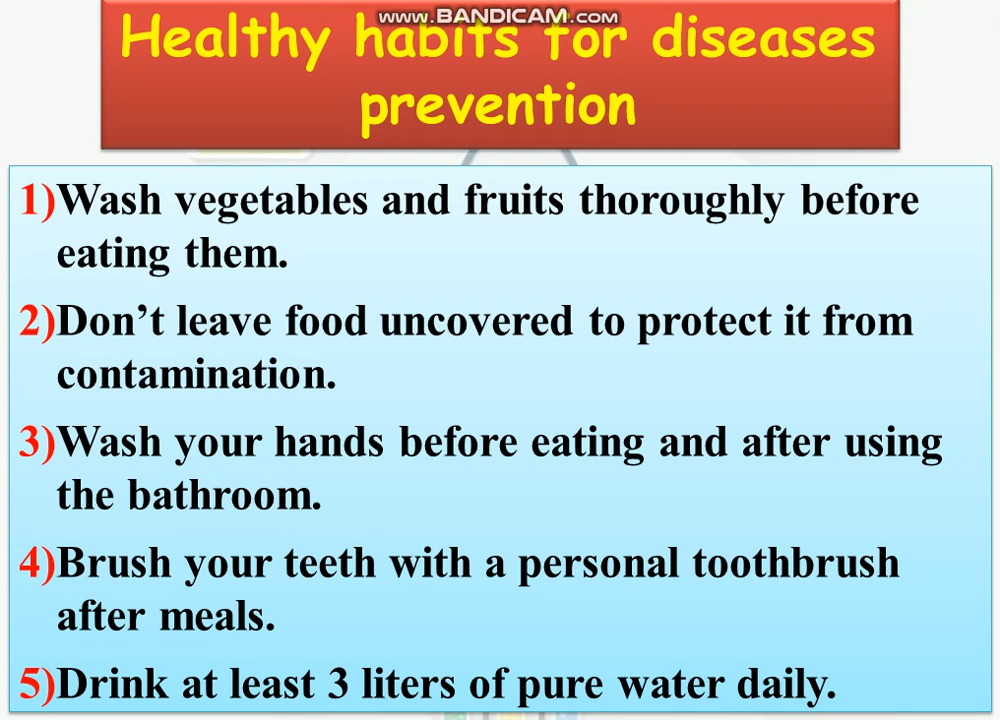 www.BANDICAM.com
Healthy habits for diseases
prevention
1)Wash vegetables and fruits thoroughly before
eating them.
2)Don’t leave food uncovered to protect it from
contamination.
3)Wash your hands before eating and after using
the bathroom.
4)Brush your teeth with a personal toothbrush
after meals.
5)Drink at least 3 liters of pure water daily.